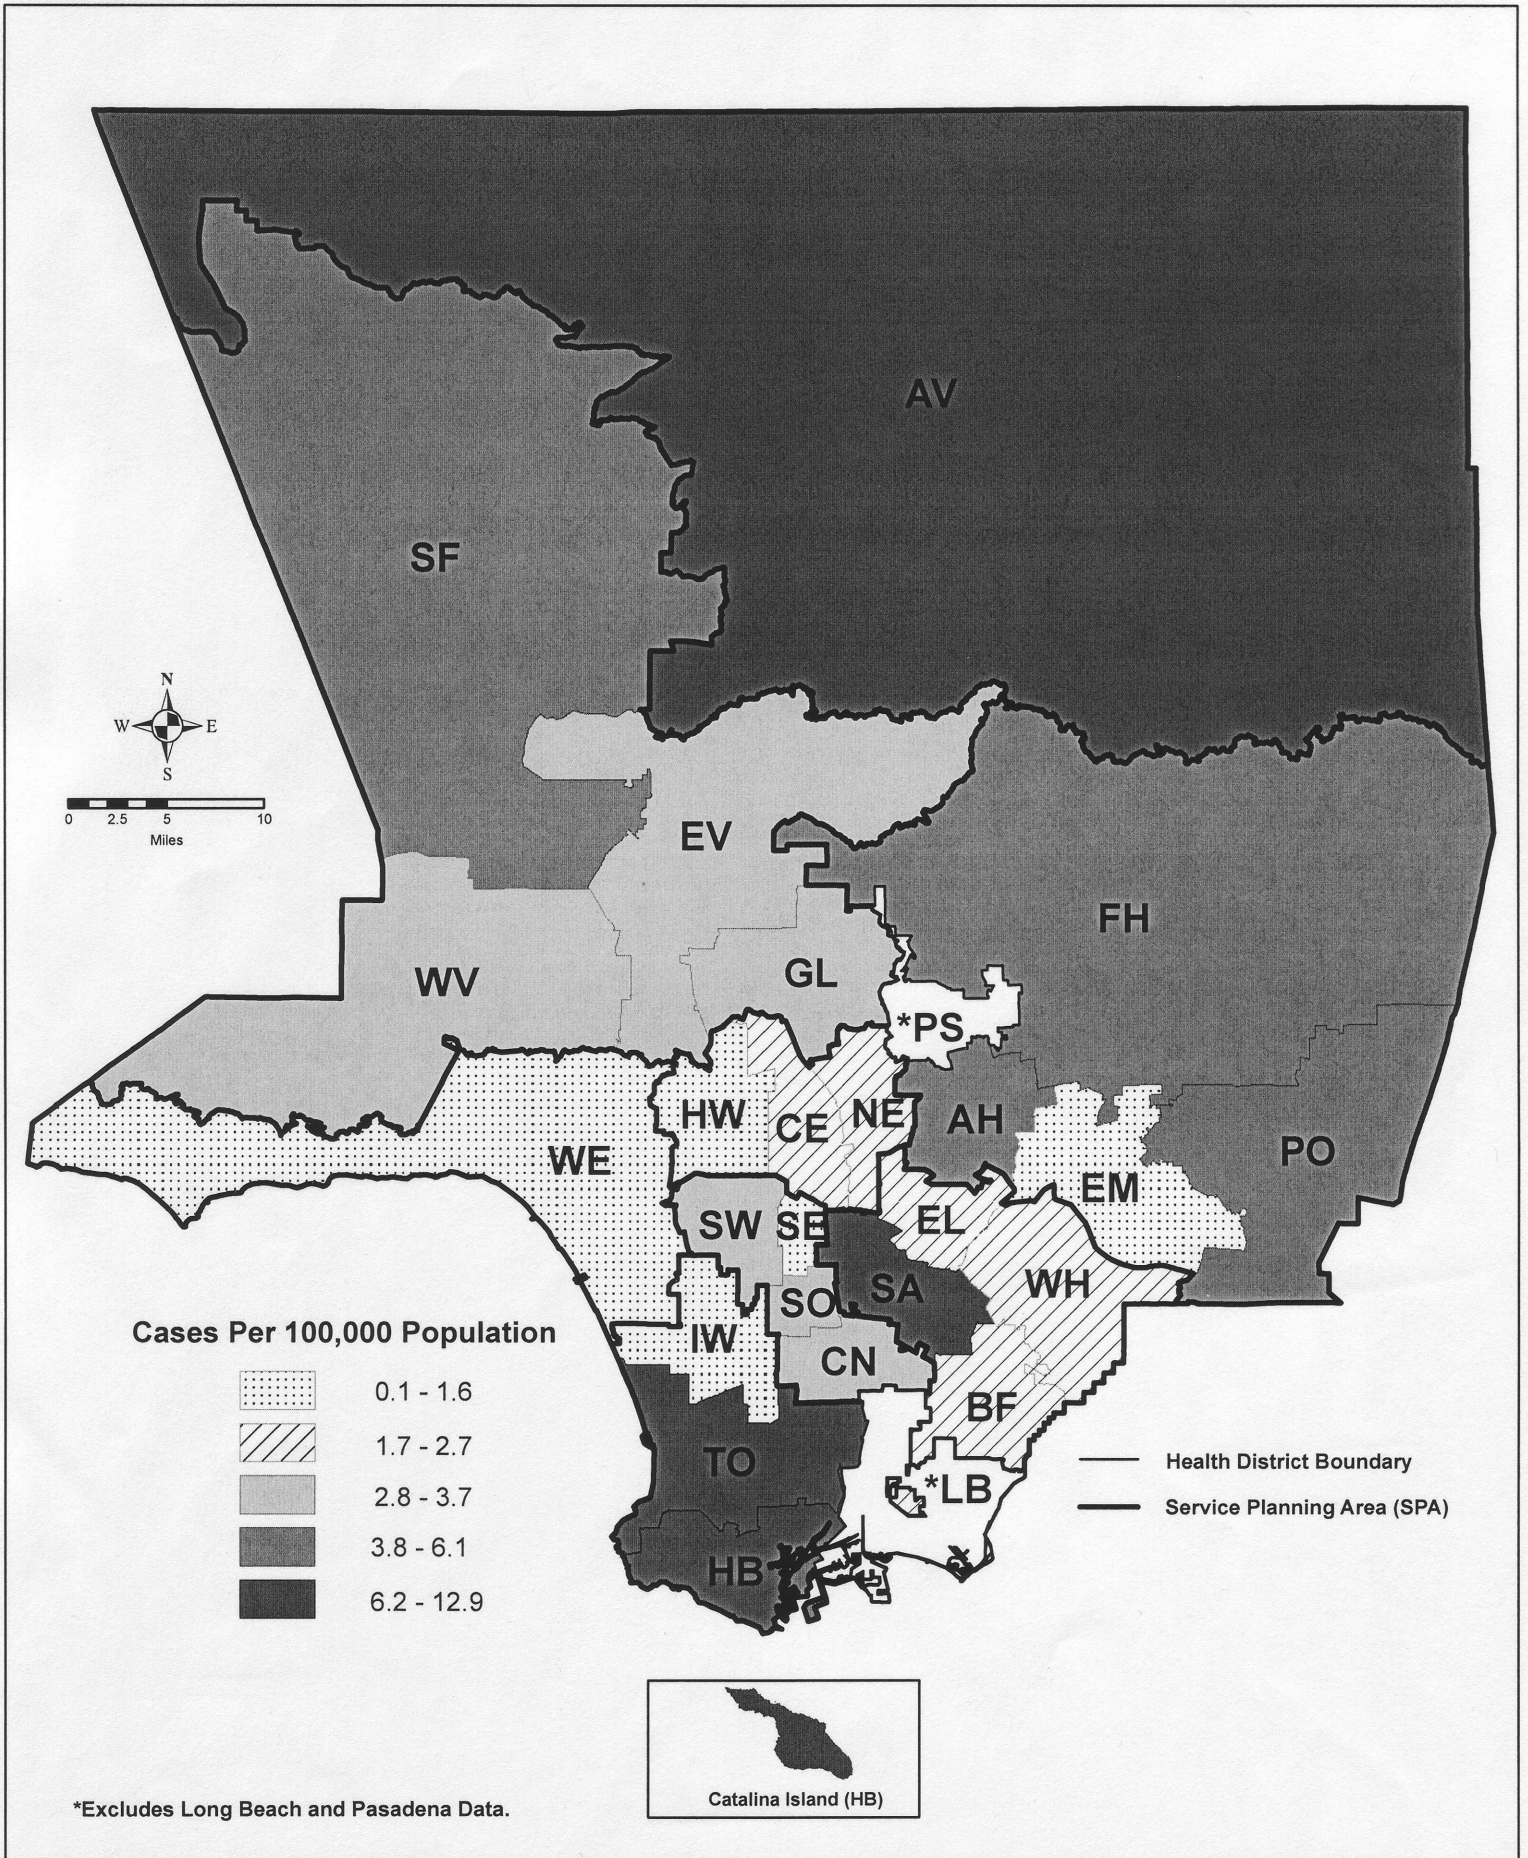 AV
SF
N
W E
S
0 2.5 5 10
Miles
EV
FH
WV
GL
*PS
HW
CE
NE
AH
WE
PO
EM
SW
SE
EL
SA
WH
SO
IW
CN
BF
TO
*LB
HB
Cases Per 100,000 Population
0.1 - 1.6
1.7 - 2.7
2.8 - 3.7
3.8 - 6.1
6.2 - 12.9
Health District Boundary
Service Planning Area (SPA)
Catalina Island (HB)
*Excludes Long Beach and Pasadena Data.